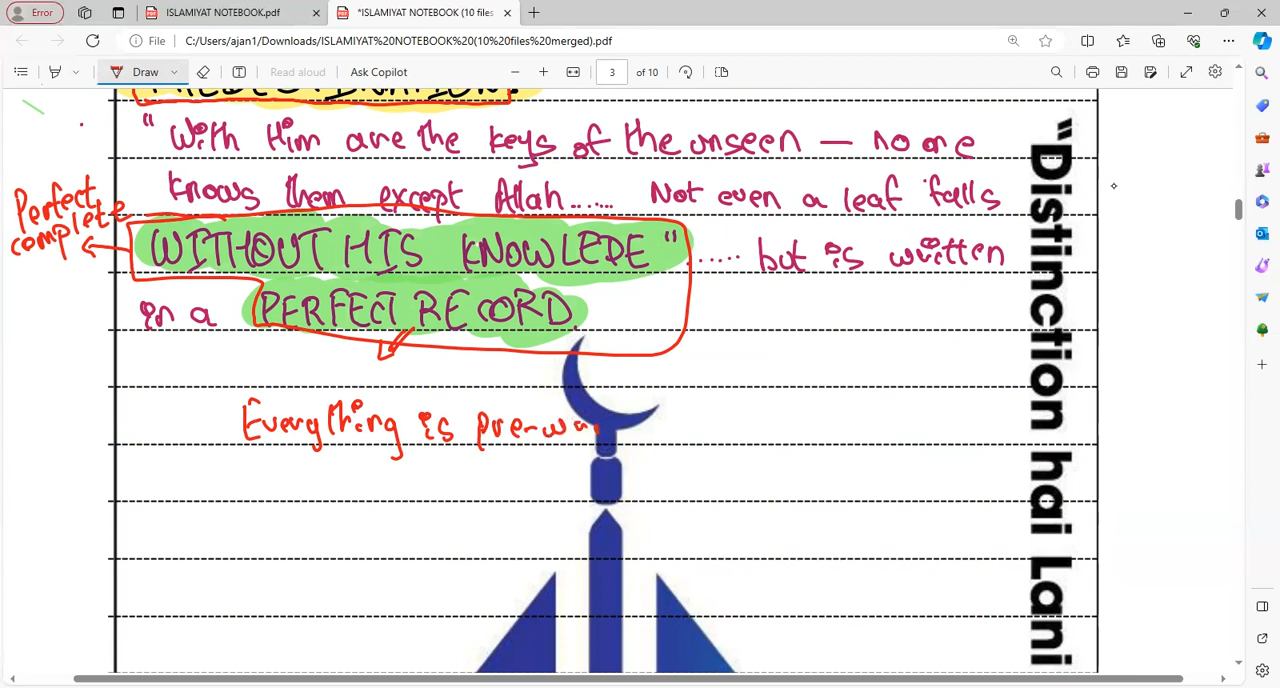 Error
ISLAMIYAT NOTEBOOK.pdf
*ISLAMIYAT NOTEBOOK (10 files
File
C:/Users/ajan1/Downloads/ISLAMIYAT%20NOTEBOOK%20(10%20files%20merged).pdf
Draw
Read aloud
Ask Copilot
3 of 10
PREDESTINATION:
" With Him are the keys of the unseen — no one
knows them except Allah...... Not even a leaf falls
WITHOUT HIS KNOWLEDE " ..... but is written
in a PERFECT RECORD.
Perfect
complete
Everything is pre-w
"Distinction hai Lani